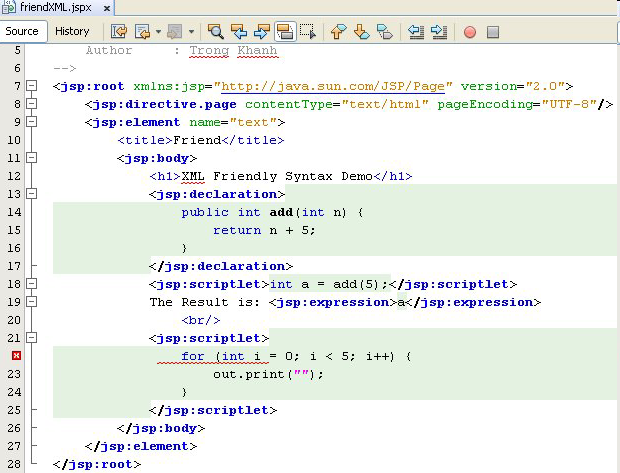 friendXML.jspx
Source History
5 Author : Trong Khanh
6 -->
7 <jsp:root xmlns:jsp="http://java.sun.com/JSP/Page" version="2.0">
8 <jsp:directive.page contentType="text/html" pageEncoding="UTF-8"/>
9 <jsp:element name="text">
10 <title>Friend</title>
11 <jsp:body>
12 <h1>XML Friendly Syntax Demo</h1>
13 <jsp:declaration>
14 public int add(int n) {
15 return n + 5;
16 }
17 </jsp:declaration>
18 <jsp:scriptlet>int a = add(5);</jsp:scriptlet>
19 The Result is: <jsp:expression>a</jsp:expression>
20 <br/>
21 <jsp:scriptlet>
for (int i = 0; i < 5; i++) {
23 out.print("");
24 }
25 </jsp:scriptlet>
26 </jsp:body>
27 </jsp:element>
28 </jsp:root>